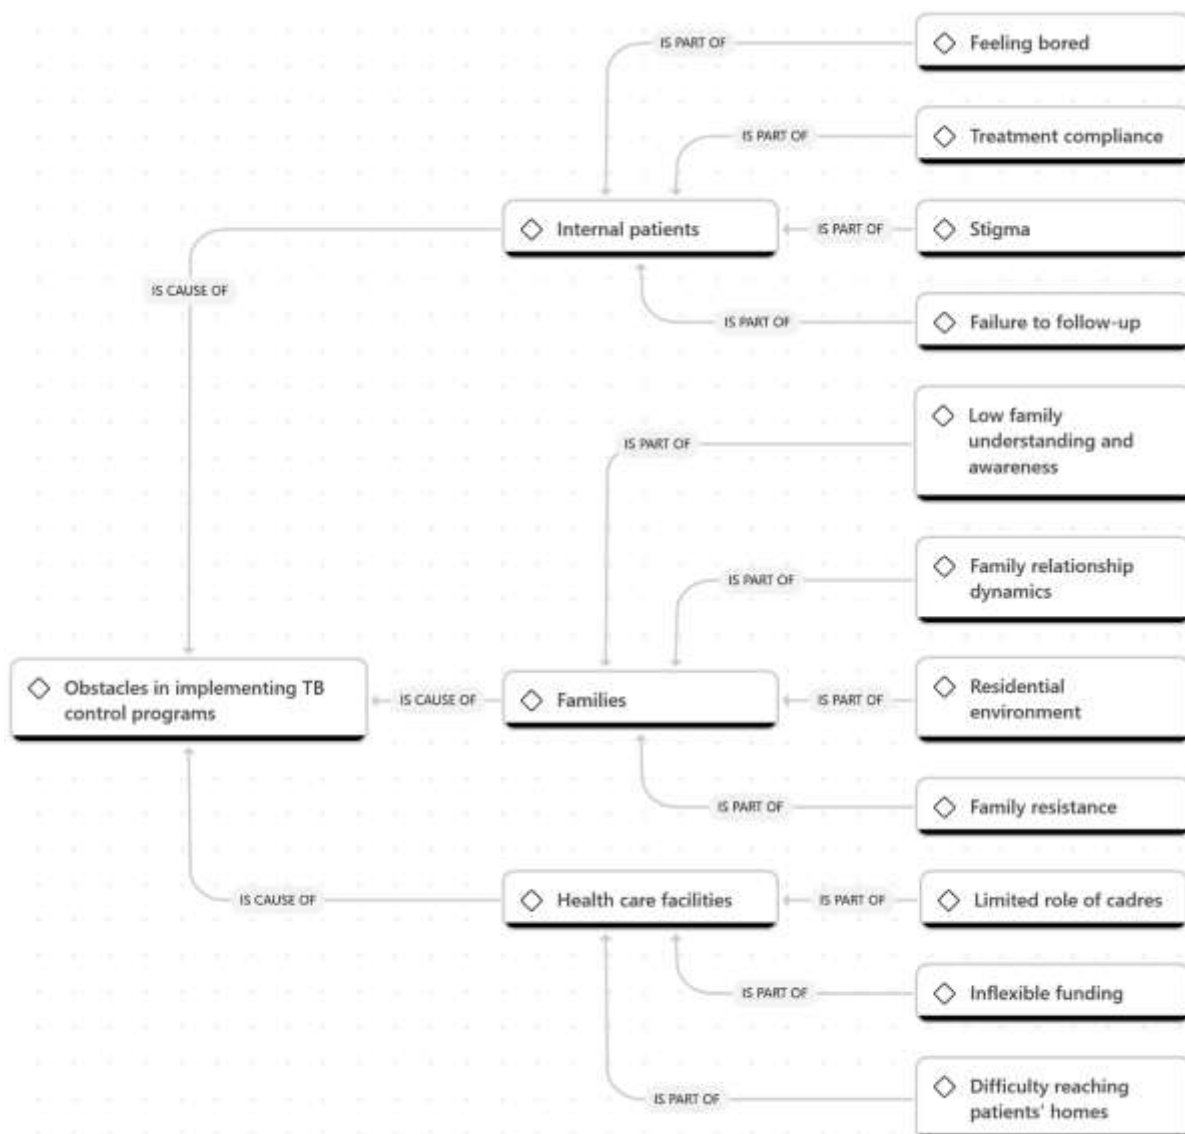 IS PART OF
Feeling bored
IS PART OF
Treatment compliance
Internal patients
IS PART OF
Stigma
IS CAUSE OF
IS PART OF
Failure to follow-up
IS PART OF
Low family
understanding and
awareness
IS PART OF
Family relationship
dynamics
Obstacles in implementing TB
control programs
IS CAUSE OF
Families
IS PART OF
Residential
environment
IS PART OF
Family resistance
IS CAUSE OF
Health care facilities
IS PART OF
Limited role of cadres
IS PART OF
Inflexible funding
IS PART OF
Difficulty reaching
patients' homes